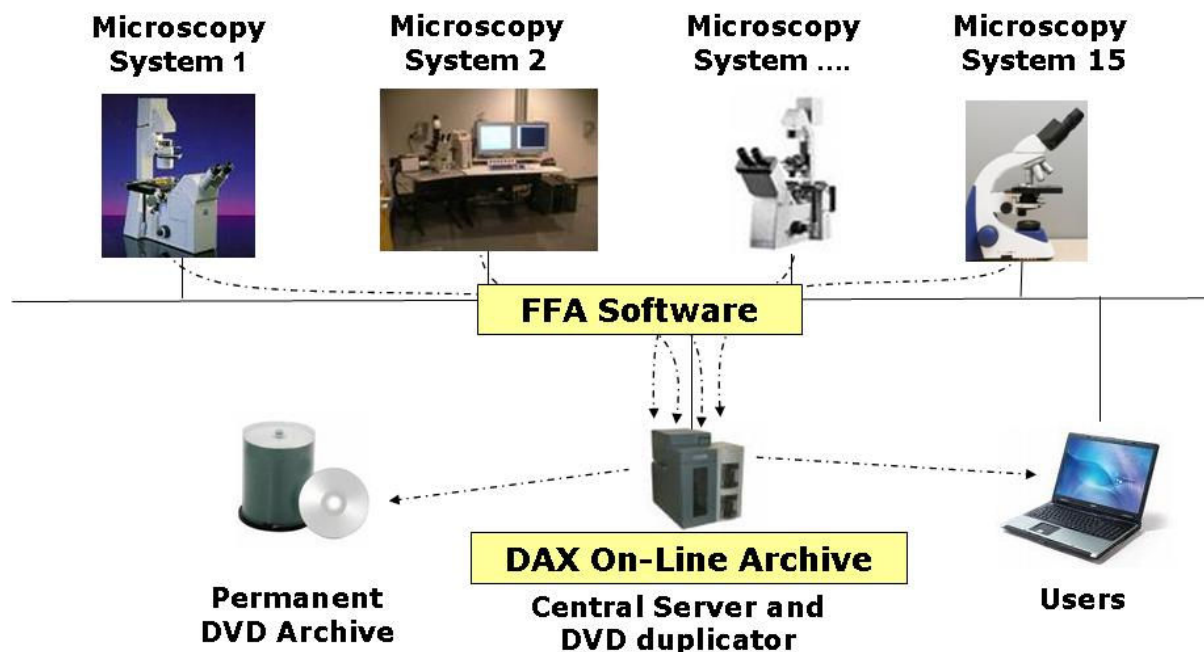 Microscopy
System 1
Microscopy
System 2
Microscopy
System ....
Microscopy
System 15
FFA Software
DAX On-Line Archive
Permanent
DVD Archive
Central Server and
DVD duplicator
Users